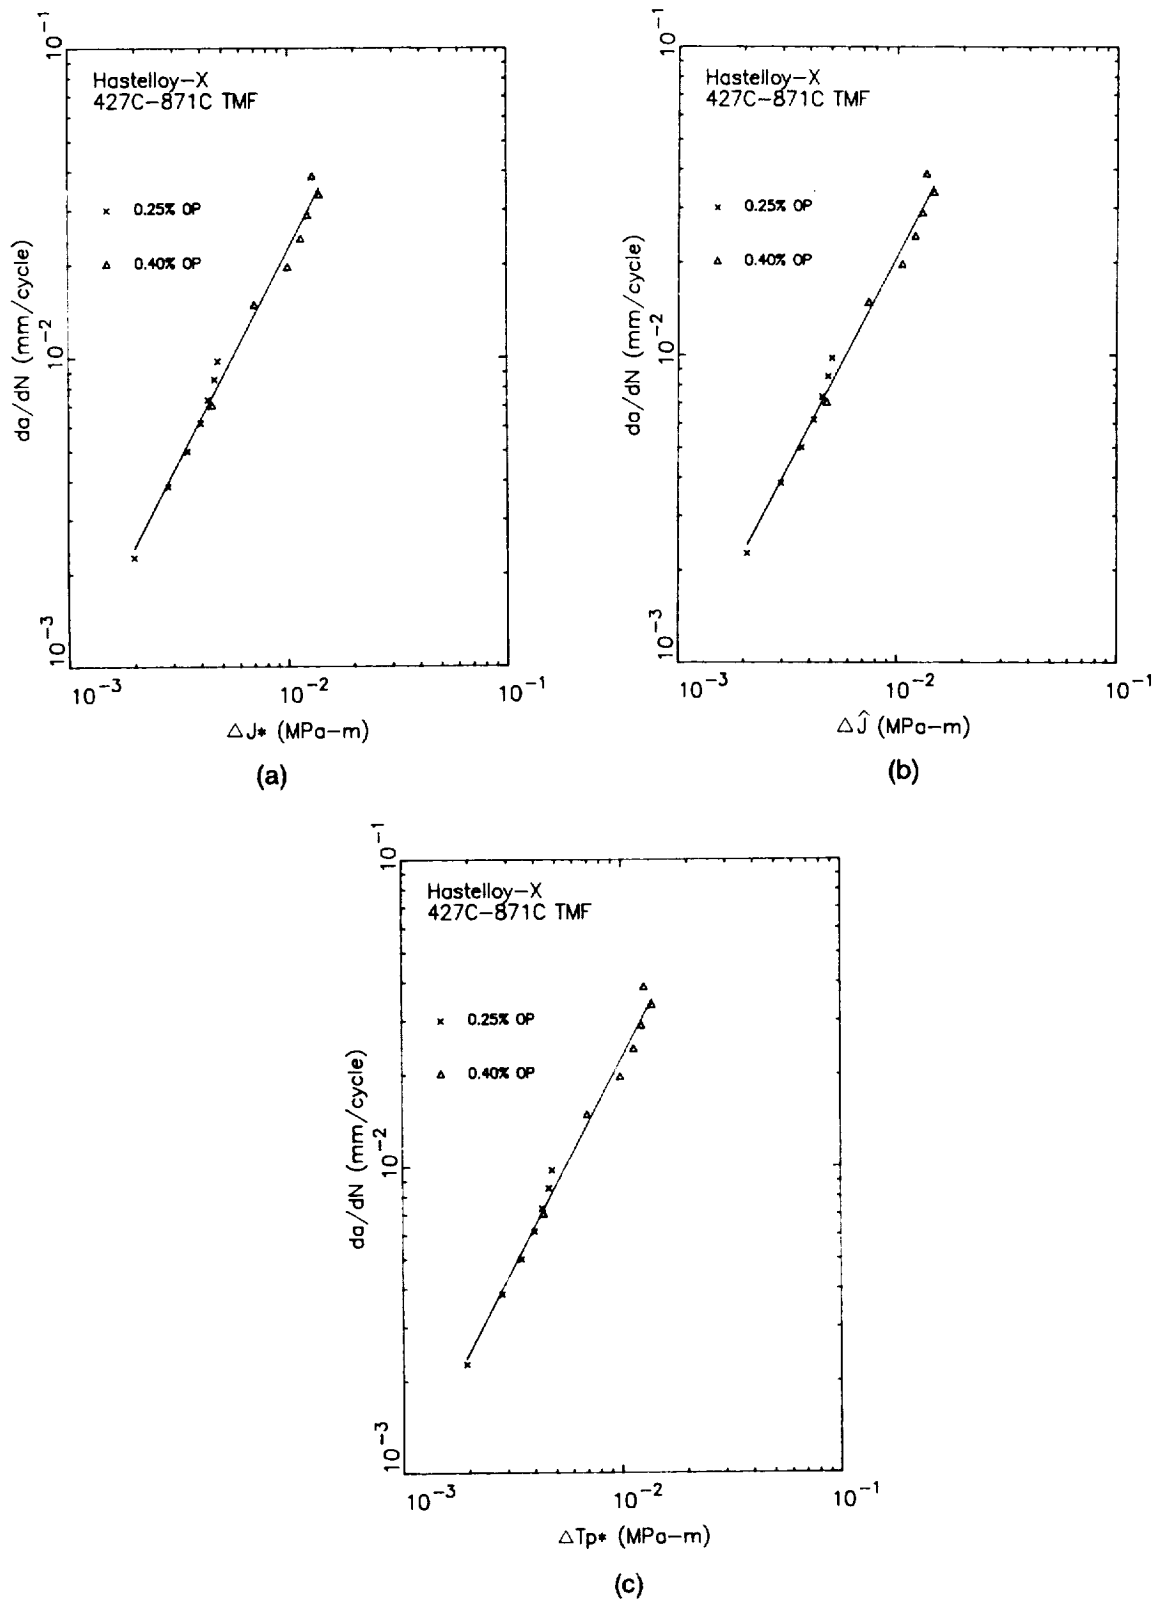 Hastelloy-X
427C-871C TMF
× 0.25% OP
△ 0.40% OP
da/dN (mm/cycle)
10⁻¹
10⁻²
10⁻³
10⁻³ 10⁻² 10⁻¹
△J* (MPa-m)
(a)
Hastelloy-X
427C-871C TMF
× 0.25% OP
△ 0.40% OP
da/dN (mm/cycle)
10⁻¹
10⁻²
10⁻³
10⁻³ 10⁻² 10⁻¹
△Ĵ (MPa-m)
(b)
Hastelloy-X
427C-871C TMF
× 0.25% OP
△ 0.40% OP
da/dN (mm/cycle)
10⁻¹
10⁻²
10⁻³
10⁻³ 10⁻² 10⁻¹
△Tp* (MPa-m)
(c)